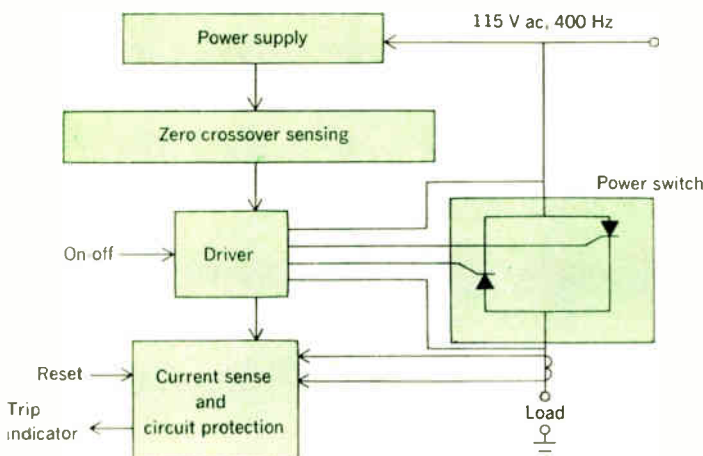 115 V ac, 400 Hz
Power supply
Zero crossover sensing
Power switch
On-off
Driver
Reset
Current sense
and
circuit protection
Trip
indicator
Load